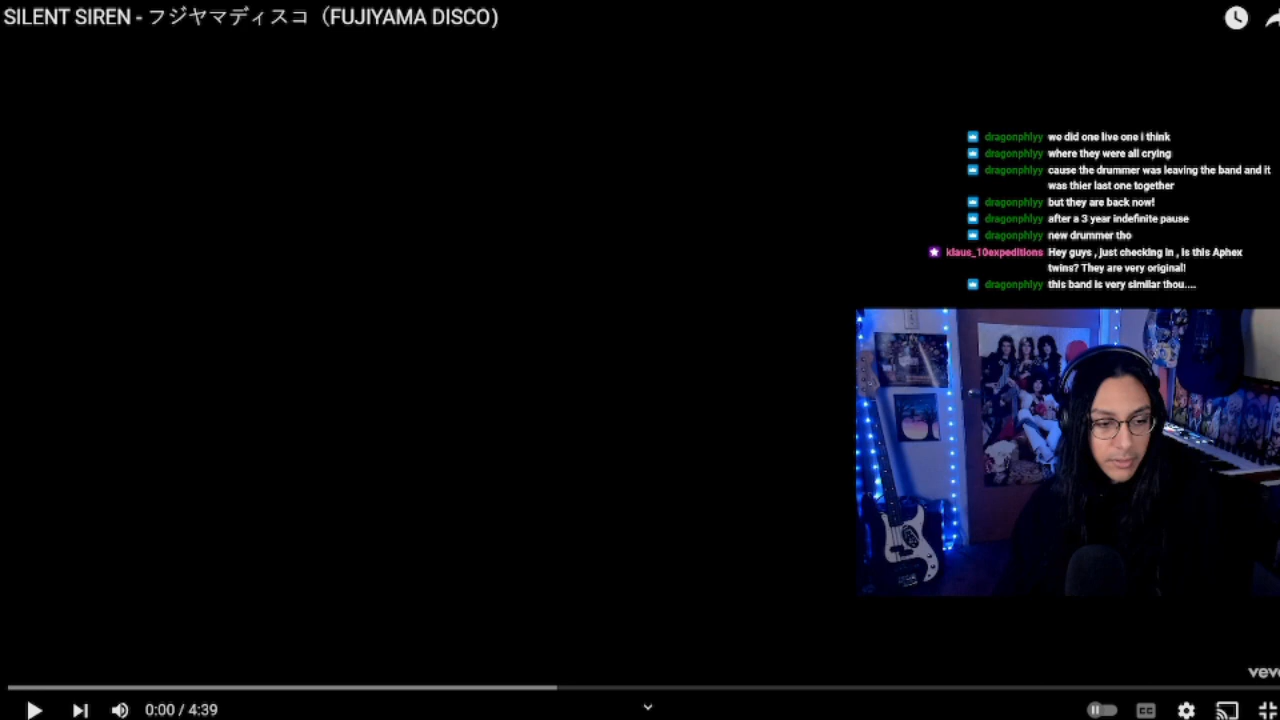 SILENT SIREN - フジヤマディスコ（FUJIYAMA DISCO)
dragonphlyy we did one live one i think
dragonphlyy where they were all crying
dragonphlyy cause the drummer was leaving the band and it
was thier last one together
dragonphlyy but they are back now!
dragonphlyy after a 3 year indefinite pause
dragonphlyy new drummer tho
klaus_10expeditions Hey guys , just checking in , is this Aphex
twins? They are very original!
dragonphlyy this band is very similar thou....
vevo
0:00 / 4:39
CC